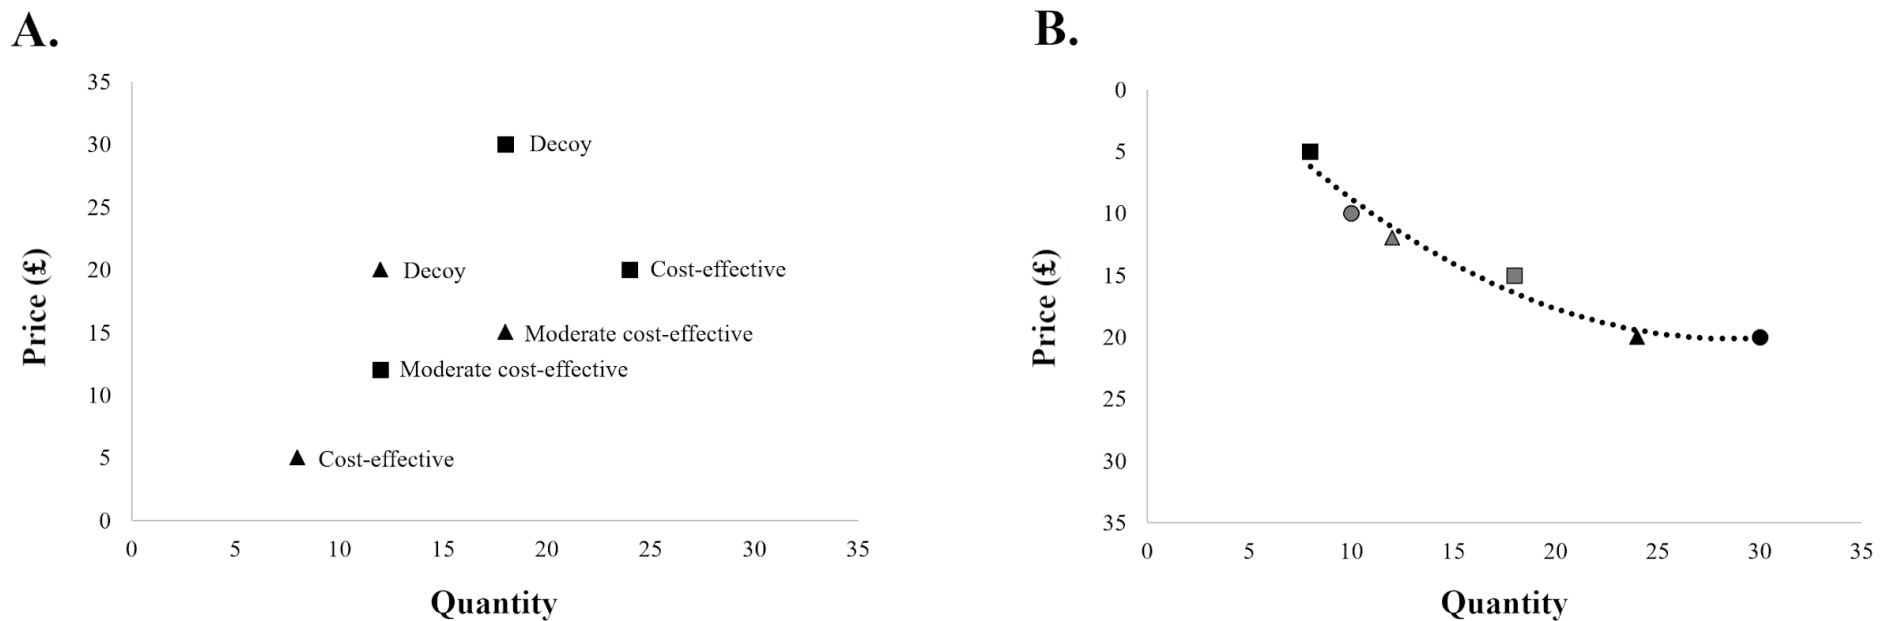 A.
35
30
25
20
15
10
5
0
0 5 10 15 20 25 30 35
Price (£)
Quantity
Decoy
Decoy
Cost-effective
Moderate cost-effective
Moderate cost-effective
Cost-effective
B.
0
5
10
15
20
25
30
35
0 5 10 15 20 25 30 35
Price (£)
Quantity